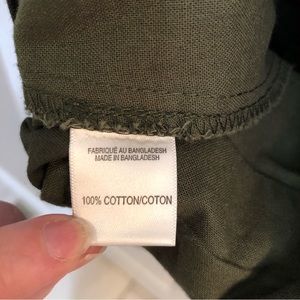 FABRIQUÉ AU BANGLADESH
MADE IN BANGLADESH
100% COTTON/COTON